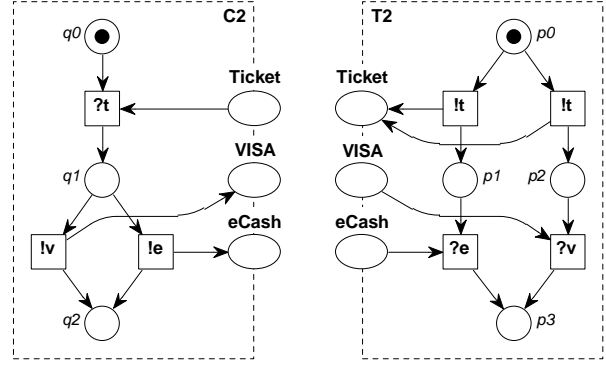 C2 T2
q0 p0
Ticket Ticket
?t !t !t
VISA VISA
q1 p1 p2
eCash eCash
!v !e ?e ?v
q2 p3